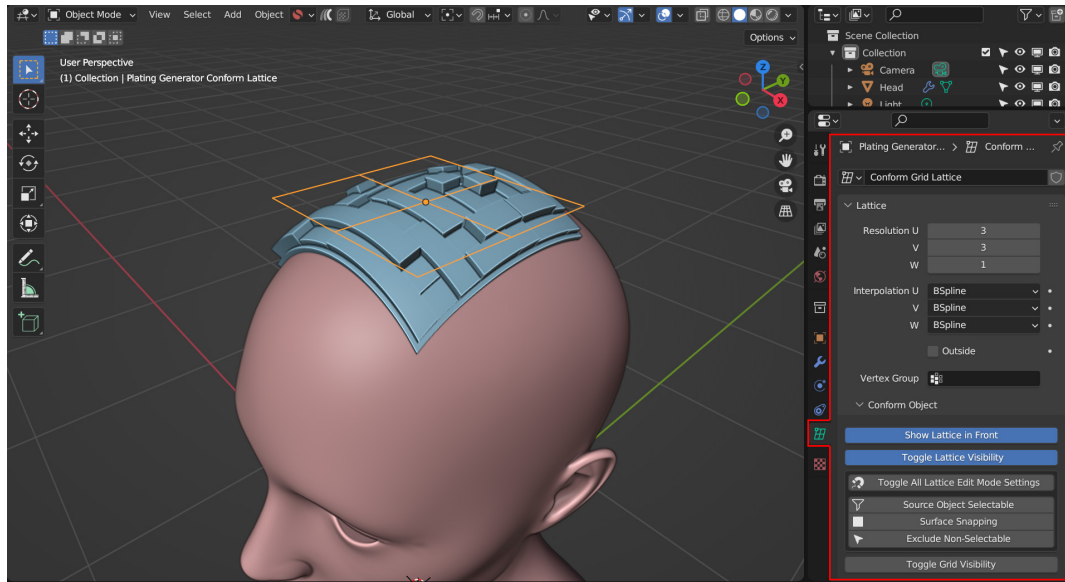 Object Mode
View
Select
Add
Object
Global
Options
User Perspective
(1) Collection | Plating Generator Conform Lattice
Z
Y
X
Scene Collection
Collection
Camera
Head
Light
Plating Generator... > Conform ...
Conform Grid Lattice
Lattice
Resolution U 3
V 3
W 1
Interpolation U BSpline
V BSpline
W BSpline
Outside
Vertex Group
Conform Object
Show Lattice in Front
Toggle Lattice Visibility
Toggle All Lattice Edit Mode Settings
Source Object Selectable
Surface Snapping
Exclude Non-Selectable
Toggle Grid Visibility